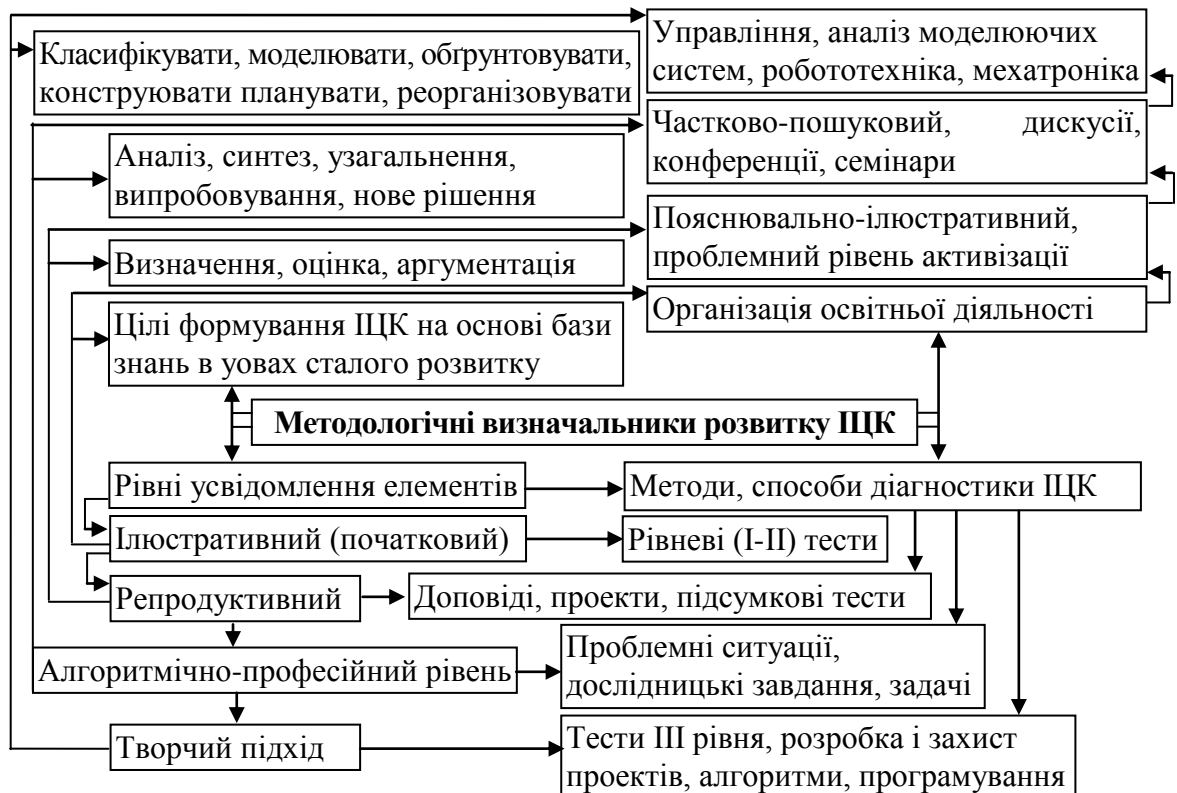 Управління, аналіз моделюючих
систем, робототехніка, мехатроніка
Класифікувати, моделювати, обґрунтовувати,
конструювати планувати, реорганізовувати
Частково-пошуковий, дискусії,
конференції, семінари
Аналіз, синтез, узагальнення,
випробовування, нове рішення
Пояснювально-ілюстративний,
проблемний рівень активізації
Визначення, оцінка, аргументація
Організація освітньої діяльності
Цілі формування ІЩК на основі бази
знань в уовах сталого розвитку
Методологічні визначальники розвитку ІЩК
Рівні усвідомлення елементів
Методи, способи діагностики ІЩК
Ілюстративний (початковий)
Рівневі (І-ІІ) тести
Репродуктивний
Доповіді, проекти, підсумкові тести
Алгоритмічно-професійний рівень
Проблемні ситуації,
дослідницькі завдання, задачі
Творчий підхід
Тести ІІІ рівня, розробка і захист
проектів, алгоритми, програмування